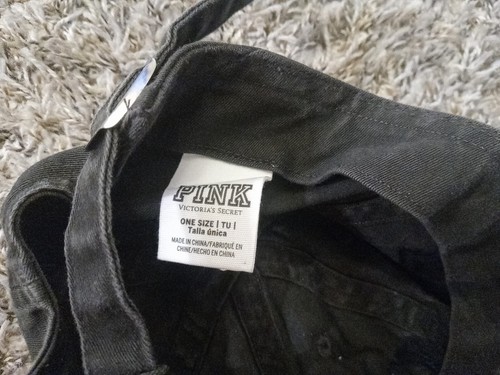 PINK
VICTORIA'S SECRET
ONE SIZE | TU |
Talla única
MADE IN CHINA/FABRIQUÉ EN
CHINE/HECHO EN CHINA